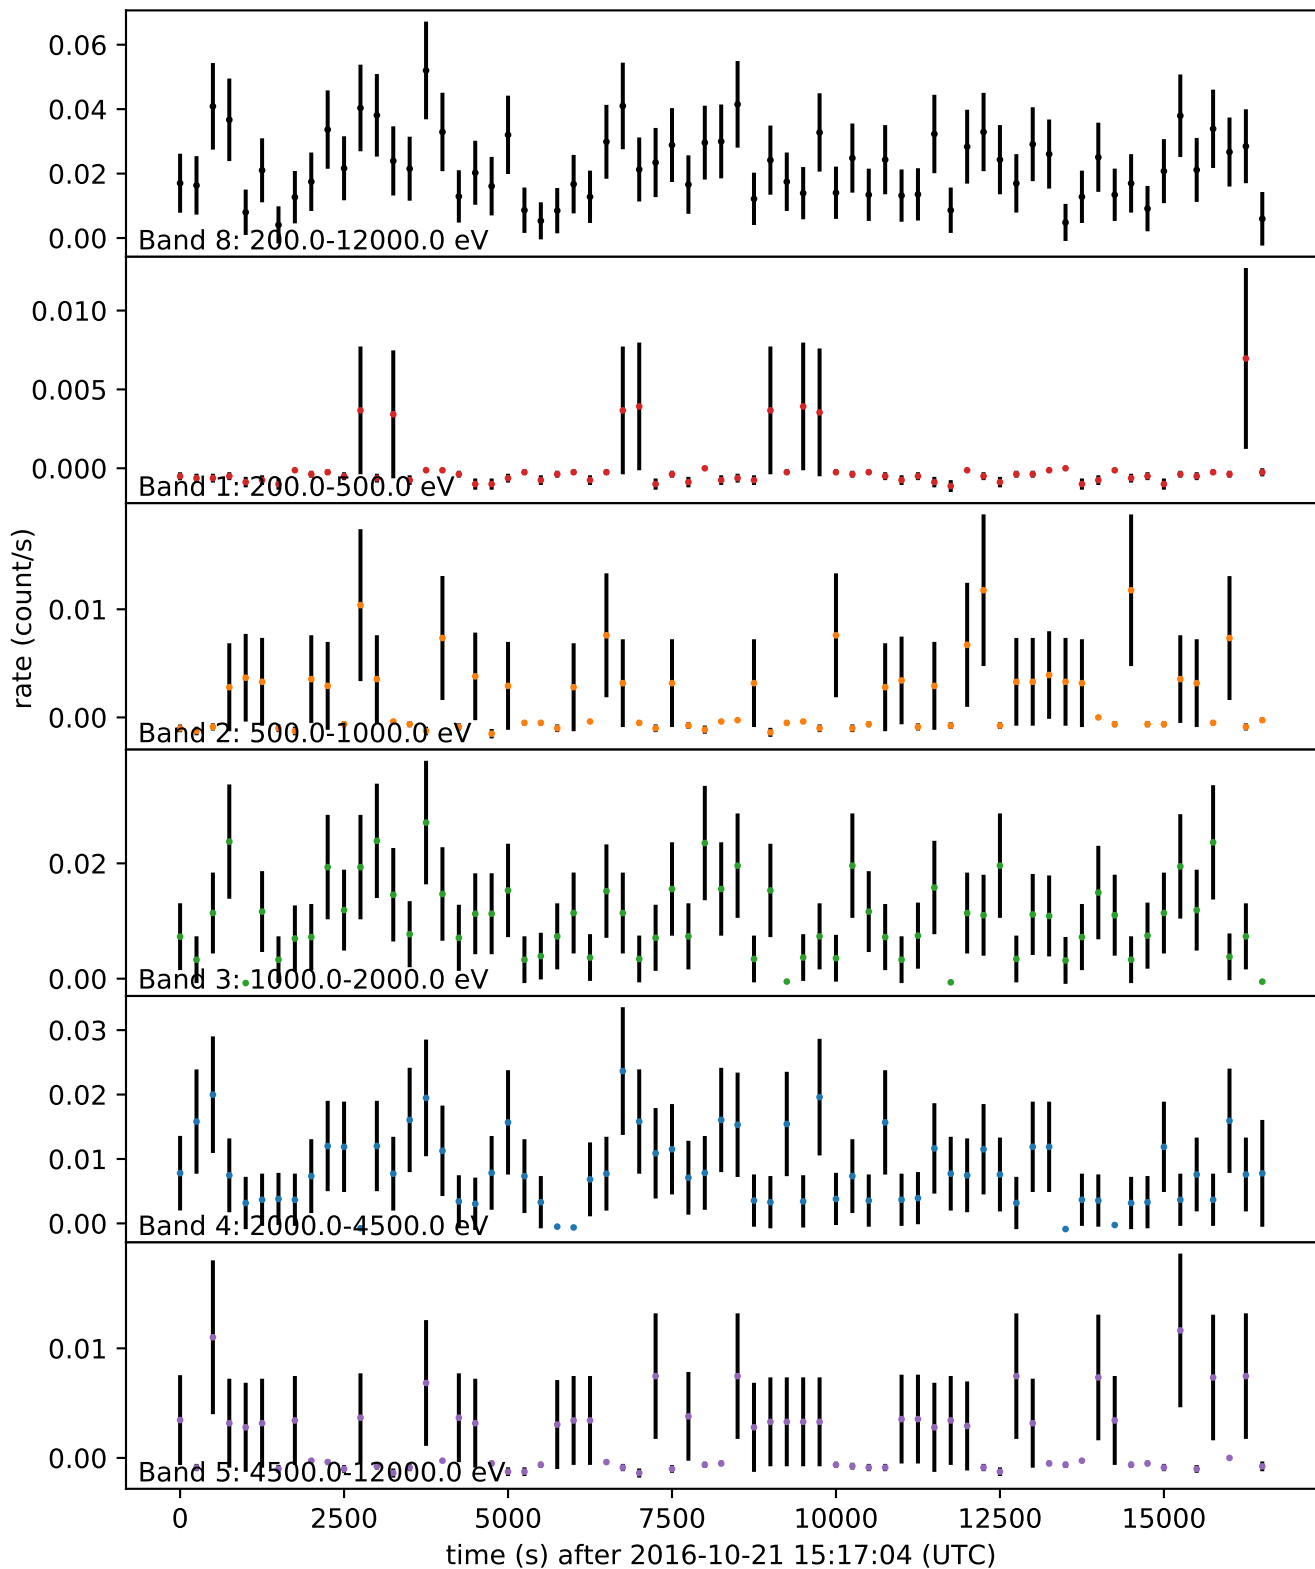 0.06
0.04
0.02
0.00
Band 8: 200.0-12000.0 eV
0.010
0.005
0.000
Band 1: 200.0-500.0 eV
rate (count/s)
0.01
0.00
Band 2: 500.0-1000.0 eV
0.02
0.00
Band 3: 1000.0-2000.0 eV
0.03
0.02
0.01
0.00
Band 4: 2000.0-4500.0 eV
0.01
0.00
Band 5: 4500.0-12000.0 eV
0 2500 5000 7500 10000 12500 15000
time (s) after 2016-10-21 15:17:04 (UTC)